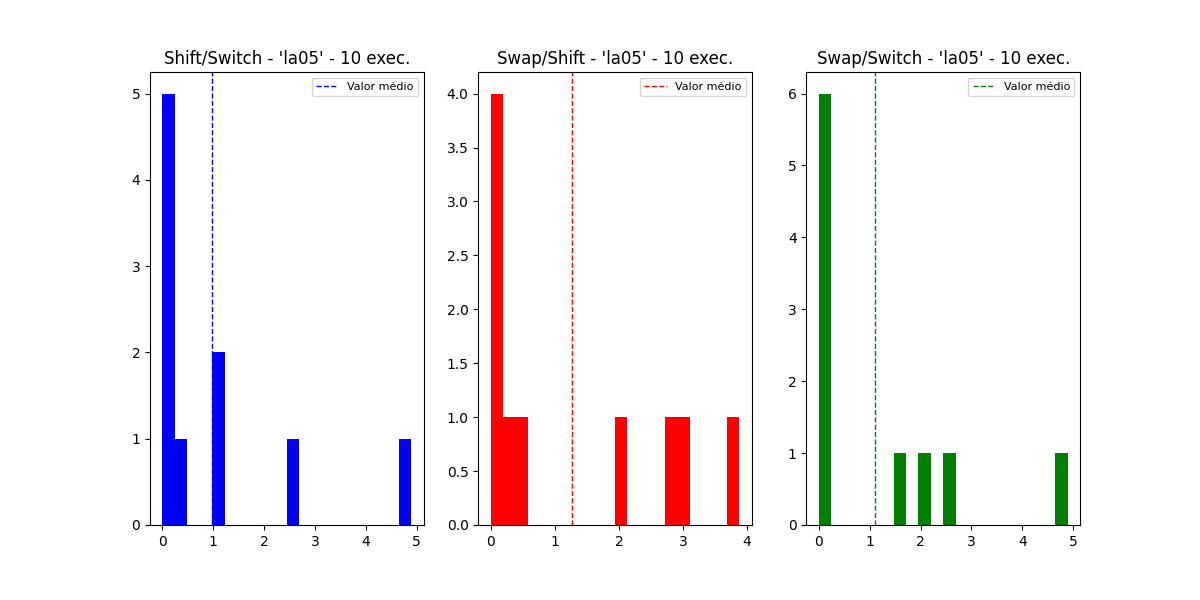 Shift/Switch - 'la05' - 10 exec.
Valor médio
5
4
3
2
1
0
0 1 2 3 4 5
Swap/Shift - 'la05' - 10 exec.
Valor médio
4.0
3.5
3.0
2.5
2.0
1.5
1.0
0.5
0.0
0 1 2 3 4
Swap/Switch - 'la05' - 10 exec.
Valor médio
6
5
4
3
2
1
0
0 1 2 3 4 5